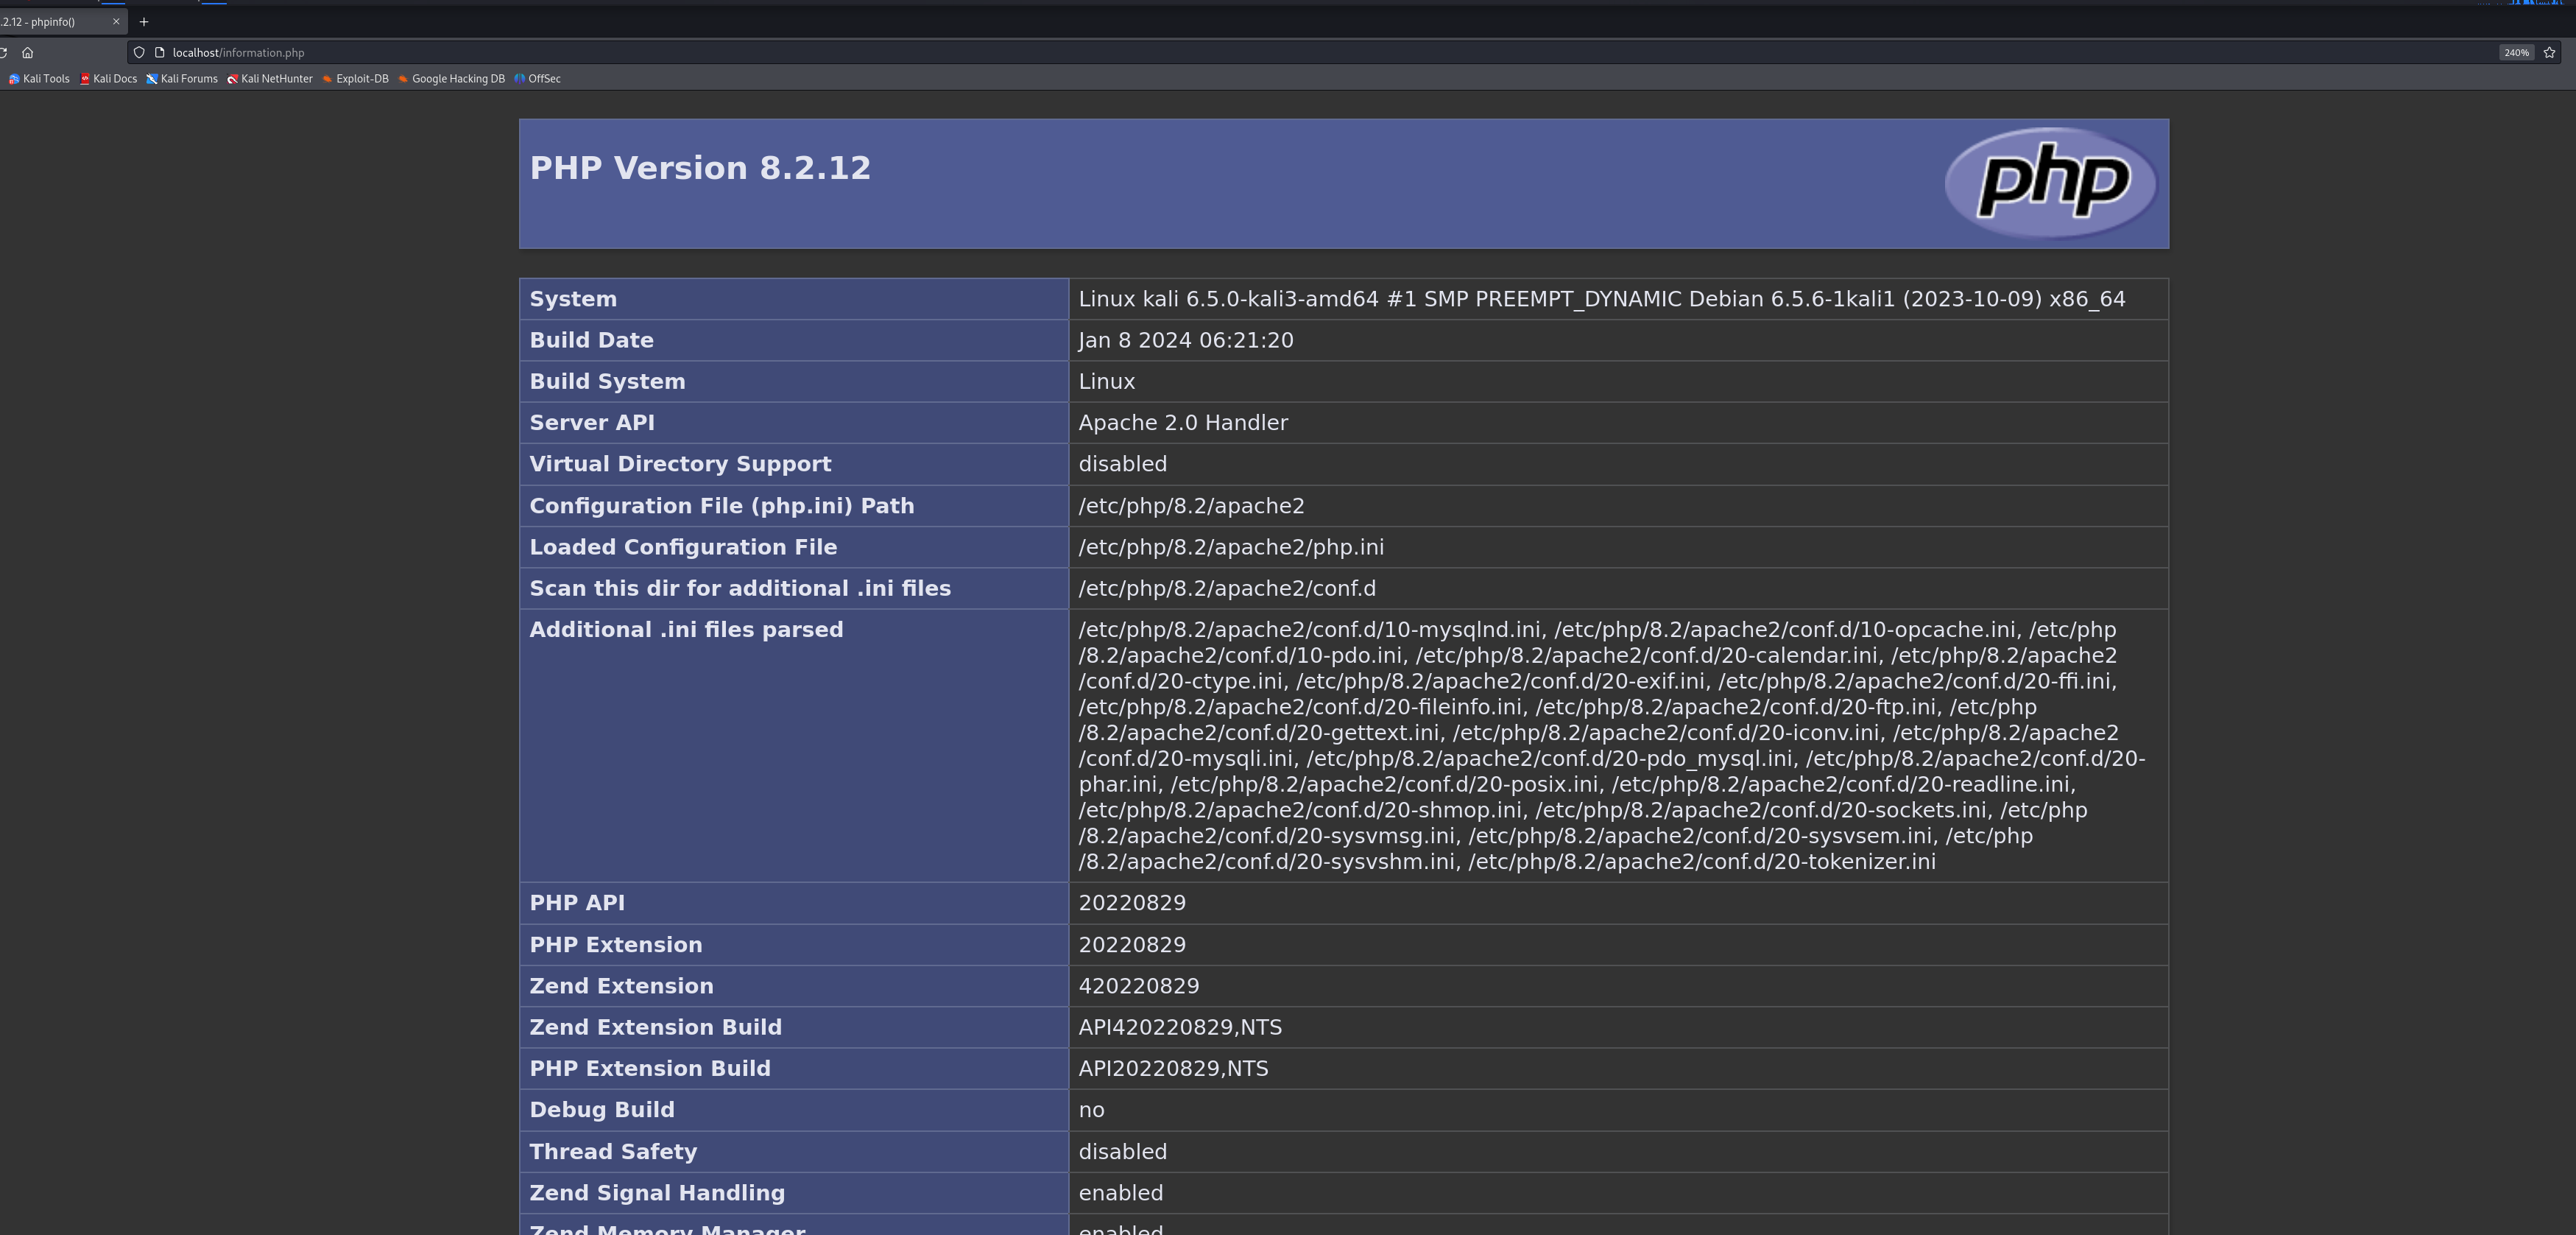 .2.12 - phpinfo()
localhost/information.php
240%
Kali Tools Kali Docs Kali Forums Kali NetHunter Exploit-DB Google Hacking DB OffSec
PHP Version 8.2.12
php
System Linux kali 6.5.0-kali3-amd64 #1 SMP PREEMPT_DYNAMIC Debian 6.5.6-1kali1 (2023-10-09) x86_64
Build Date Jan 8 2024 06:21:20
Build System Linux
Server API Apache 2.0 Handler
Virtual Directory Support disabled
Configuration File (php.ini) Path /etc/php/8.2/apache2
Loaded Configuration File /etc/php/8.2/apache2/php.ini
Scan this dir for additional .ini files /etc/php/8.2/apache2/conf.d
Additional .ini files parsed /etc/php/8.2/apache2/conf.d/10-mysqlnd.ini, /etc/php/8.2/apache2/conf.d/10-opcache.ini, /etc/php
/8.2/apache2/conf.d/10-pdo.ini, /etc/php/8.2/apache2/conf.d/20-calendar.ini, /etc/php/8.2/apache2
/conf.d/20-ctype.ini, /etc/php/8.2/apache2/conf.d/20-exif.ini, /etc/php/8.2/apache2/conf.d/20-ffi.ini,
/etc/php/8.2/apache2/conf.d/20-fileinfo.ini, /etc/php/8.2/apache2/conf.d/20-ftp.ini, /etc/php
/8.2/apache2/conf.d/20-gettext.ini, /etc/php/8.2/apache2/conf.d/20-iconv.ini, /etc/php/8.2/apache2
/conf.d/20-mysqli.ini, /etc/php/8.2/apache2/conf.d/20-pdo_mysql.ini, /etc/php/8.2/apache2/conf.d/20-
phar.ini, /etc/php/8.2/apache2/conf.d/20-posix.ini, /etc/php/8.2/apache2/conf.d/20-readline.ini,
/etc/php/8.2/apache2/conf.d/20-shmop.ini, /etc/php/8.2/apache2/conf.d/20-sockets.ini, /etc/php
/8.2/apache2/conf.d/20-sysvmsg.ini, /etc/php/8.2/apache2/conf.d/20-sysvsem.ini, /etc/php
/8.2/apache2/conf.d/20-sysvshm.ini, /etc/php/8.2/apache2/conf.d/20-tokenizer.ini
PHP API 20220829
PHP Extension 20220829
Zend Extension 420220829
Zend Extension Build API420220829,NTS
PHP Extension Build API20220829,NTS
Debug Build no
Thread Safety disabled
Zend Signal Handling enabled
Zend Memory Manager enabled